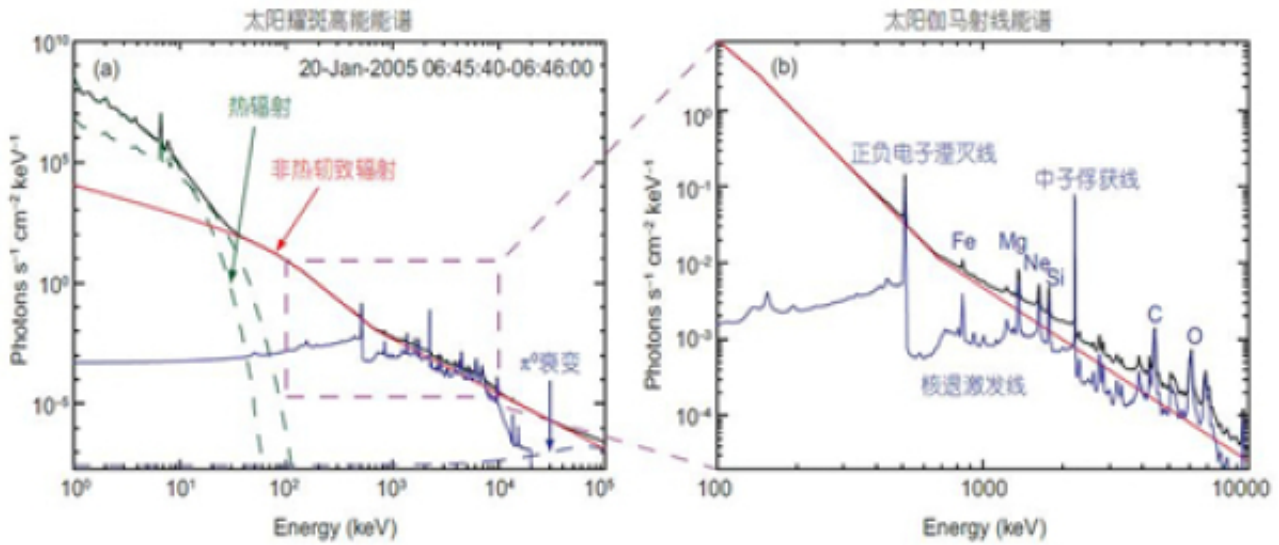 太阳耀斑高能能谱
太阳伽马射线能谱
(a)
20-Jan-2005 06:45:40-06:46:00
热辐射
非热轫致辐射
π⁰衰变
Photons s⁻¹ cm⁻² keV⁻¹
10¹⁰
10⁵
10⁰
10⁻⁵
10⁰ 10¹ 10² 10³ 10⁴ 10⁵
Energy (keV)
(b)
正负电子湮灭线
中子俘获线
Fe
Mg
Ne
Si
C
O
核退激发线
Photons s⁻¹ cm⁻² keV⁻¹
10⁰
10⁻¹
10⁻²
10⁻³
10⁻⁴
100 1000 10000
Energy (keV)